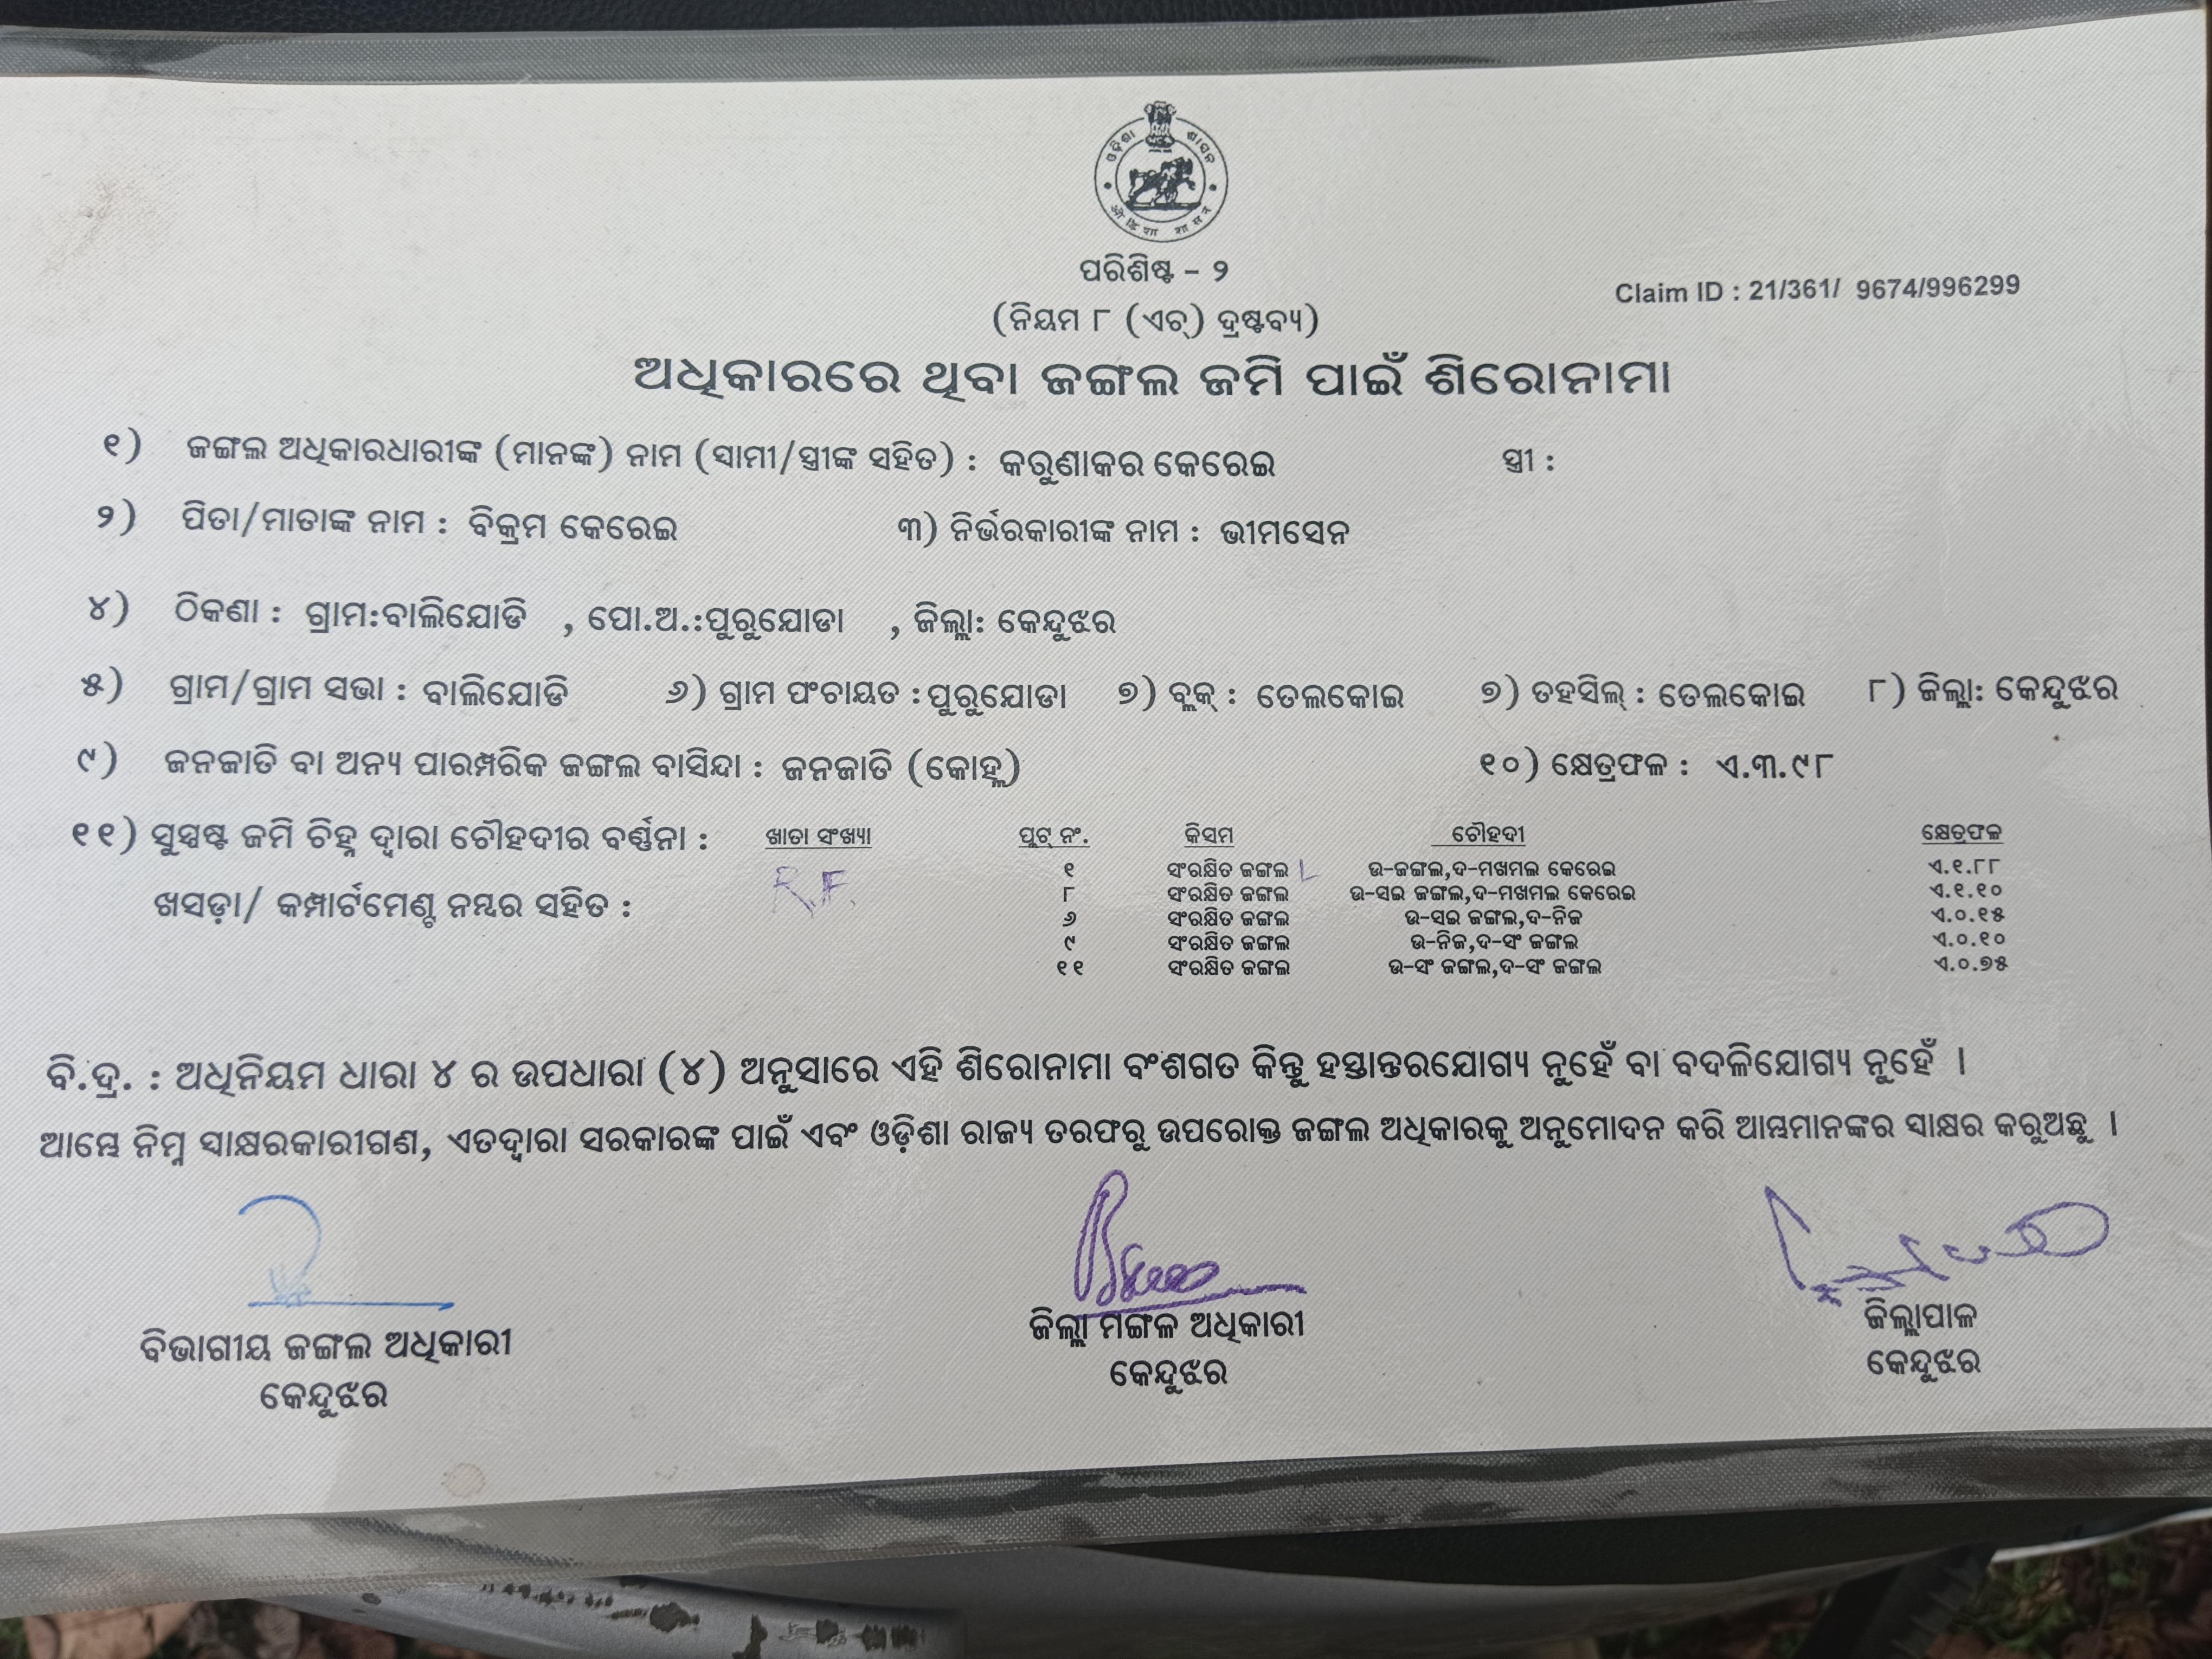 ଓଡ଼ିଶା ଶାସନ
ओड़िशा शासन
ପରିଶିଷ୍ଟ - ୨
Claim ID : 21/361/ 9674/996299
(ନିୟମ ୮ (ଏଚ୍) ଦ୍ରଷ୍ଟବ୍ୟ)
ଅଧିକାରରେ ଥିବା ଜଙ୍ଗଲ ଜମି ପାଇଁ ଶିରୋନାମା
୧) ଜଙ୍ଗଲ ଅଧିକାରଧାରୀଙ୍କ (ମାନଙ୍କ) ନାମ (ସାମୀ/ସ୍ତ୍ରୀଙ୍କ ସହିତ) : କରୁଣାକର କେରେଇ ସ୍ତ୍ରୀ :
୨) ପିତା/ମାତାଙ୍କ ନାମ : ବିକ୍ରମ କେରେଇ ୩) ନିର୍ଭରକାରୀଙ୍କ ନାମ : ଭୀମସେନ
୪) ଠିକଣା : ଗ୍ରାମ:ବାଲିଯୋଡି , ପୋ.ଅ.:ପୁରୁଯୋଡା , ଜିଲ୍ଲା: କେନ୍ଦୁଝର
୫) ଗ୍ରାମ/ଗ୍ରାମ ସଭା : ବାଲିଯୋଡି ୬) ଗ୍ରାମ ପଂଚାୟତ : ପୁରୁଯୋଡା ୭) ବ୍ଲକ୍ : ତେଲକୋଇ ୭) ତହସିଲ୍ : ତେଲକୋଇ ୮) ଜିଲ୍ଲା: କେନ୍ଦୁଝର
୯) ଜନଜାତି ବା ଅନ୍ୟ ପାରମ୍ପରିକ ଜଙ୍ଗଲ ବାସିନ୍ଦା : ଜନଜାତି (କୋହ୍ଲ) ୧୦) କ୍ଷେତ୍ରଫଳ : ଏ.୩.୯୮
୧୧) ସୁସ୍ପଷ୍ଟ ଜମି ଚିହ୍ନ ଦ୍ୱାରା ଚୌହଦୀର ବର୍ଣ୍ଣନା : ଖାତା ସଂଖ୍ୟା ପ୍ଲଟ୍ ନଂ. କିସମ ଚୌହଦୀ କ୍ଷେତ୍ରଫଳ
ଖସଡ଼ା/ କମ୍ପାର୍ଟମେଣ୍ଟ ନମ୍ବର ସହିତ : R.F.
୧ ସଂରକ୍ଷିତ ଜଙ୍ଗଲ ଉ-ଜଙ୍ଗଲ,ଦ-ମଖମଲ କେରେଇ ଏ.୧.୮୮
୮ ସଂରକ୍ଷିତ ଜଙ୍ଗଲ ଉ-ସଇ ଜଙ୍ଗଲ,ଦ-ମଖମଲ କେରେଇ ଏ.୧.୧୦
୬ ସଂରକ୍ଷିତ ଜଙ୍ଗଲ ଉ-ସଇ ଜଙ୍ଗଲ,ଦ-ନିଜ ଏ.୦.୧୫
୯ ସଂରକ୍ଷିତ ଜଙ୍ଗଲ ଉ-ନିଜ,ଦ-ସଂ ଜଙ୍ଗଲ ଏ.୦.୧୦
୧୧ ସଂରକ୍ଷିତ ଜଙ୍ଗଲ ଉ-ସଂ ଜଙ୍ଗଲ,ଦ-ସଂ ଜଙ୍ଗଲ ଏ.୦.୭୫
ବି.ଦ୍ର. : ଅଧିନିୟମ ଧାରା ୪ ର ଉପଧାରା (୪) ଅନୁସାରେ ଏହି ଶିରୋନାମା ବଂଶଗତ କିନ୍ତୁ ହସ୍ତାନ୍ତରଯୋଗ୍ୟ ନୁହେଁ ବା ବଦଳିଯୋଗ୍ୟ ନୁହେଁ ।
ଆମ୍ଭେ ନିମ୍ନ ସାକ୍ଷରକାରୀଗଣ, ଏତଦ୍ୱାରା ସରକାରଙ୍କ ପାଇଁ ଏବଂ ଓଡ଼ିଶା ରାଜ୍ୟ ତରଫରୁ ଉପରୋକ୍ତ ଜଙ୍ଗଲ ଅଧିକାରକୁ ଅନୁମୋଦନ କରି ଆମ୍ଭମାନଙ୍କର ସାକ୍ଷର କରୁଅଛୁ ।
ବିଭାଗୀୟ ଜଙ୍ଗଲ ଅଧିକାରୀ ଜିଲ୍ଲା ମଙ୍ଗଳ ଅଧିକାରୀ ଜିଲ୍ଲାପାଳ
କେନ୍ଦୁଝର କେନ୍ଦୁଝର କେନ୍ଦୁଝର